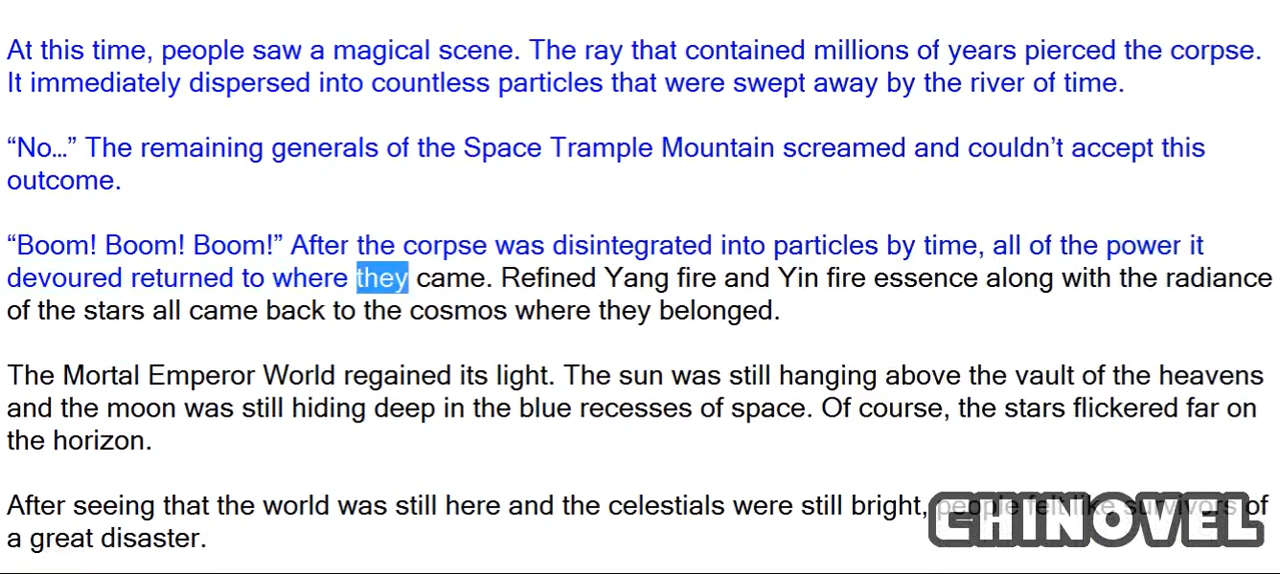 At this time, people saw a magical scene. The ray that contained millions of years pierced the corpse.
It immediately dispersed into countless particles that were swept away by the river of time.
“No…” The remaining generals of the Space Trample Mountain screamed and couldn’t accept this
outcome.
“Boom! Boom! Boom!” After the corpse was disintegrated into particles by time, all of the power it
devoured returned to where they came. Refined Yang fire and Yin fire essence along with the radiance
of the stars all came back to the cosmos where they belonged.
The Mortal Emperor World regained its light. The sun was still hanging above the vault of the heavens
and the moon was still hiding deep in the blue recesses of space. Of course, the stars flickered far on
the horizon.
After seeing that the world was still here and the celestials were still bright, people felt like survivors of
a great disaster.
CHINOVEL